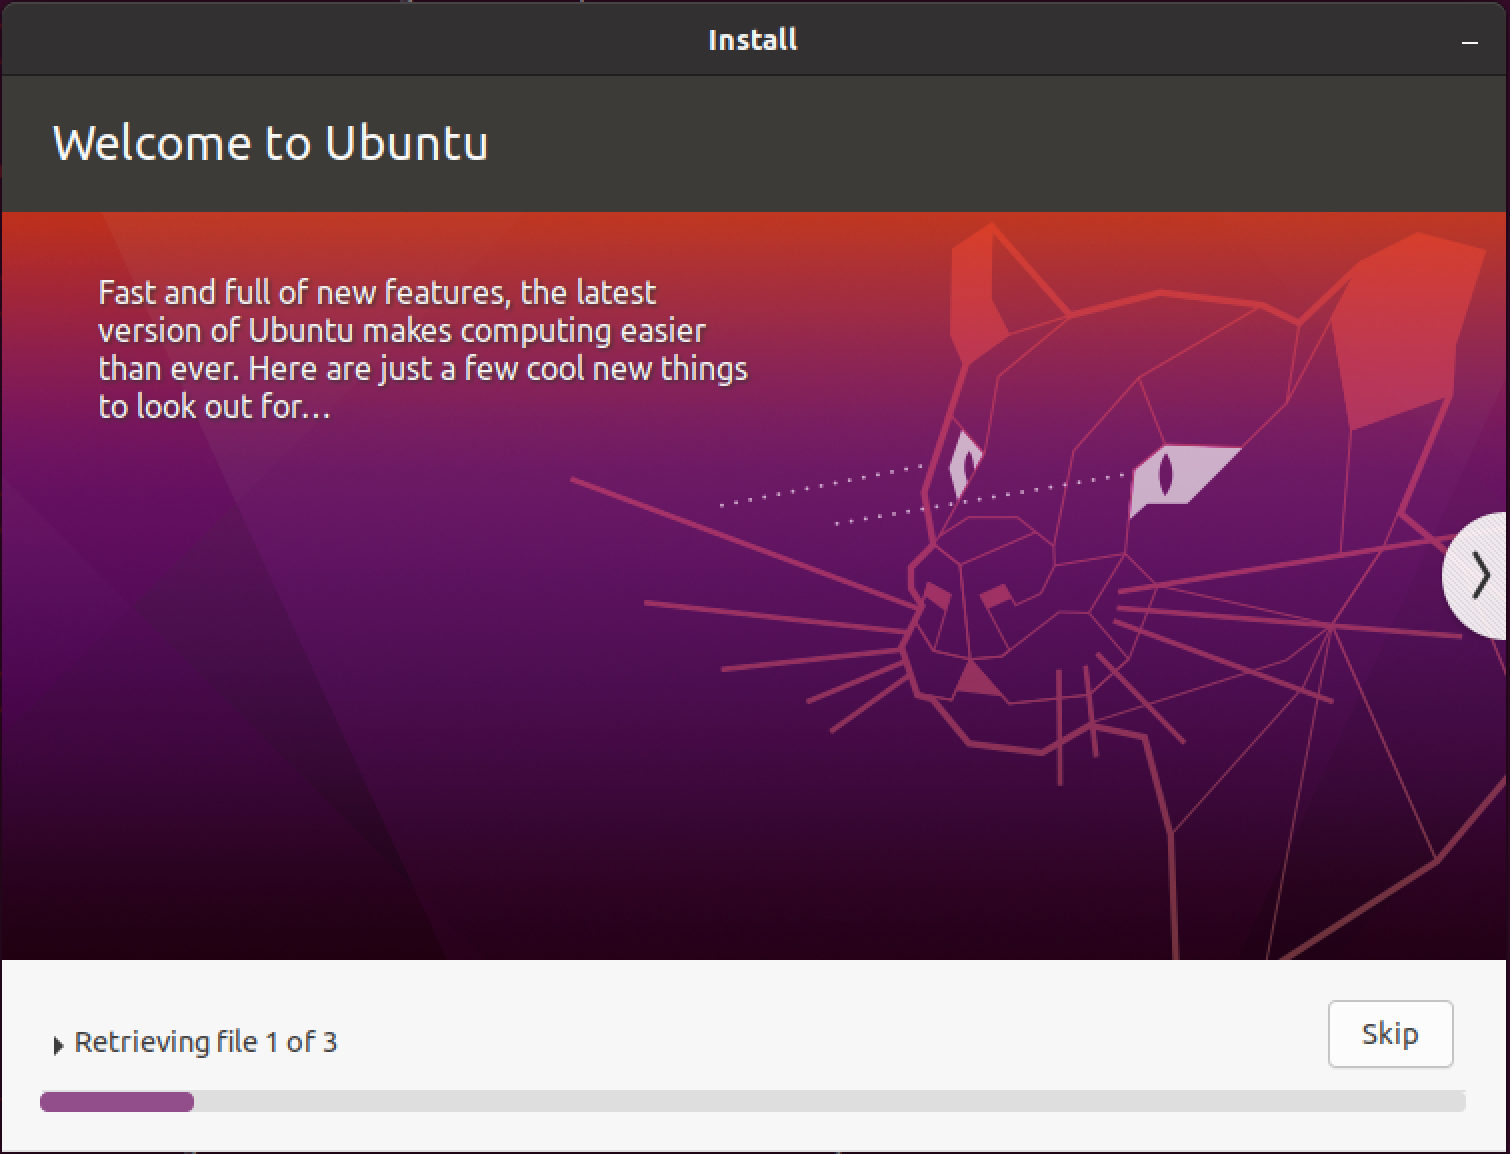 Install
Welcome to Ubuntu
Fast and full of new features, the latest
version of Ubuntu makes computing easier
than ever. Here are just a few cool new things
to look out for...
Retrieving file 1 of 3
Skip